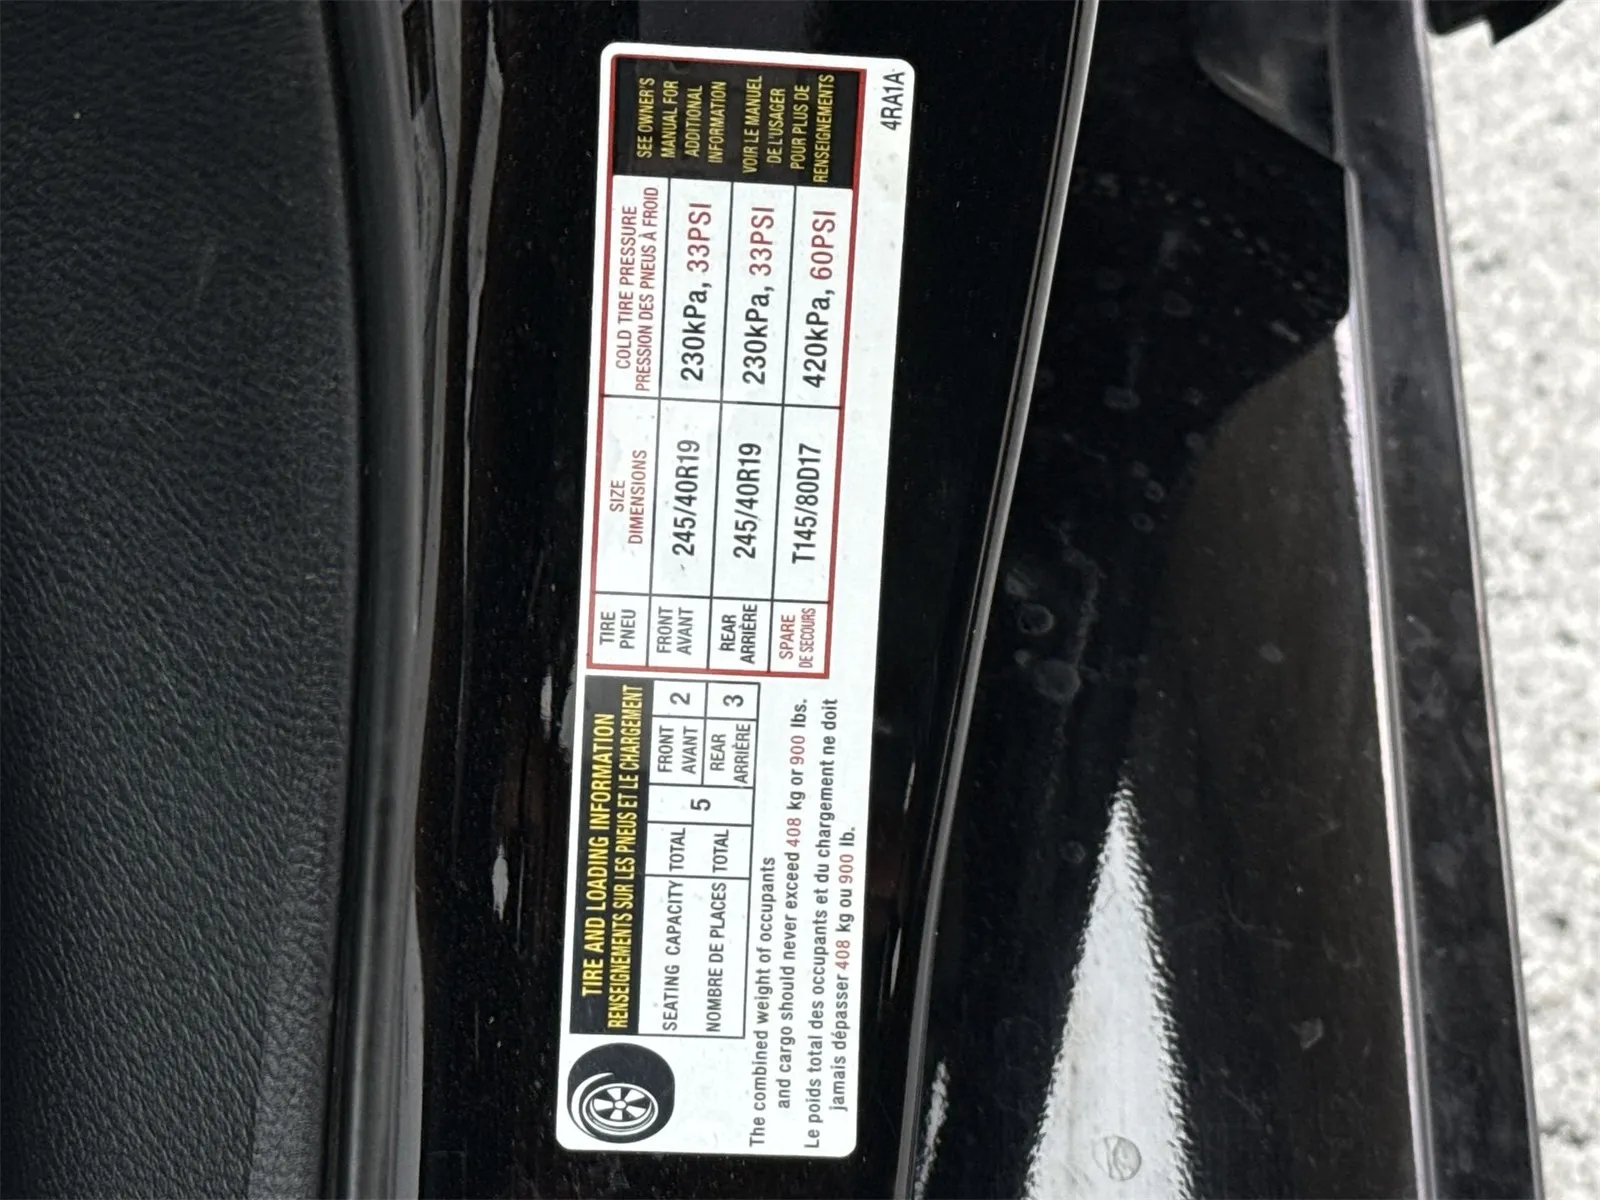 TIRE AND LOADING INFORMATION
RENSEIGNEMENTS SUR LES PNEUS ET LE CHARGEMENT
SEATING CAPACITY
NOMBRE DE PLACES
TOTAL
TOTAL
5
FRONT
AVANT
2
REAR
ARRIÈRE
3
The combined weight of occupants
and cargo should never exceed 408 kg or 900 lbs.
Le poids total des occupants et du chargement ne doit
jamais dépasser 408 kg ou 900 lb.
TIRE
PNEU
SIZE
DIMENSIONS
COLD TIRE PRESSURE
PRESSION DES PNEUS À FROID
FRONT
AVANT
245/40R19
230kPa, 33PSI
REAR
ARRIÈRE
245/40R19
230kPa, 33PSI
SPARE
DE SECOURS
T145/80D17
420kPa, 60PSI
SEE OWNER'S
MANUAL FOR
ADDITIONAL
INFORMATION
VOIR LE MANUEL
DE L'USAGER
POUR PLUS DE
RENSEIGNEMENTS
4RA1A